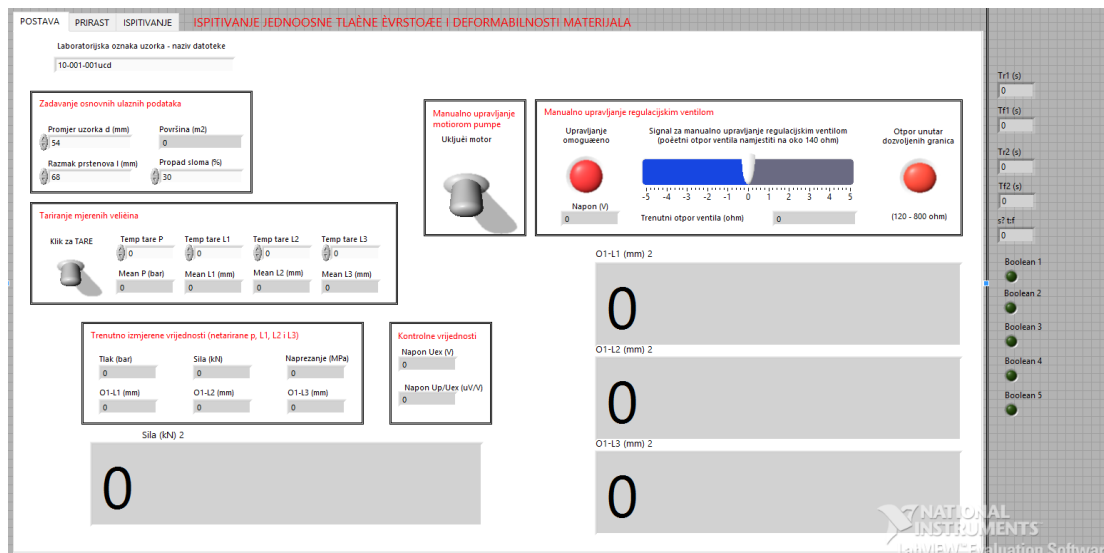 POSTAVA PRIRAST ISPITIVANJE ISPITIVANJE JEDNOOSNE TLAÈNE ÈVRSTOÆE I DEFORMABILNOSTI MATERIJALA
Laboratorijska oznaka uzorka - naziv datoteke
10-001-001ucd
Zadavanje osnovnih ulaznih podataka
Promjer uzorka d (mm) Površina (m2)
54 0
Razmak prstenova l (mm) Propad sloma (%)
68 30
Manualno upravljanje
motiorom pumpe
Ukljuèi motor
Manualno upravljanje regulacijskim ventilom
Upravljanje
omoguæeno
Signal za manualno upravljanje regulacijskim ventilom
(poèetni otpor ventila namjestiti na oko 140 ohm)
Otpor unutar
dozvoljenih granica
-5 -4 -3 -2 -1 0 1 2 3 4 5
Napon (V)
0
Trenutni otpor ventila (ohm) 0
(120 - 800 ohm)
Tariranje mjerenih velièina
Klik za TARE
Temp tare P Temp tare L1 Temp tare L2 Temp tare L3
0 0 0 0
Mean P (bar) Mean L1 (mm) Mean L2 (mm) Mean L3 (mm)
0 0 0 0
Trenutno izmjerene vrijednosti (netarirane p, L1, L2 i L3)
Tlak (bar) Sila (kN) Naprezanje (MPa)
0 0 0
O1-L1 (mm) O1-L2 (mm) O1-L3 (mm)
0 0 0
Kontrolne vrijednosti
Napon Uex (V)
0
Napon Up/Uex (uV/V)
0
Sila (kN) 2
0
O1-L1 (mm) 2
0
O1-L2 (mm) 2
0
O1-L3 (mm) 2
0
Tr1 (s)
0
Tf1 (s)
0
Tr2 (s)
0
Tf2 (s)
0
s? t:f
0
Boolean 1
Boolean 2
Boolean 3
Boolean 4
Boolean 5
NATIONAL
INSTRUMENTS
LabVIEW Evaluation Software